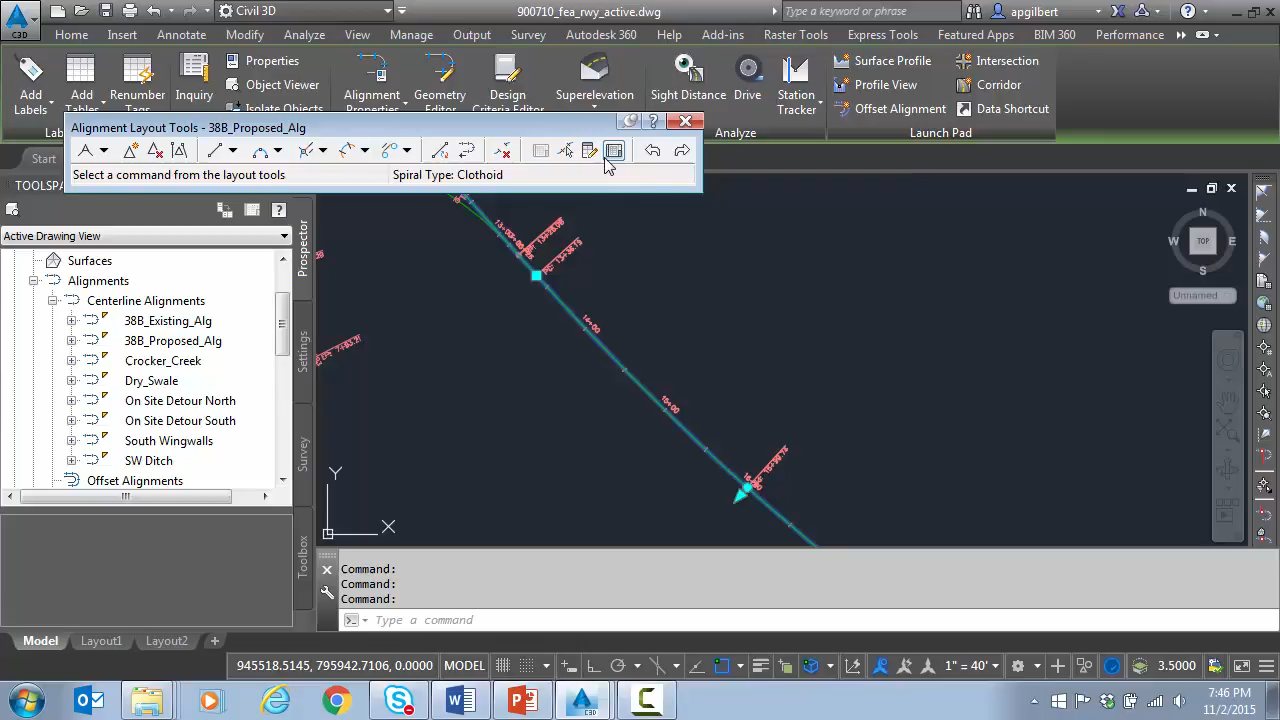 Civil 3D
900710_fea_rwy_active.dwg
Type a keyword or phrase
apgilbert
C3D
Home Insert Annotate Modify Analyze View Manage Output Survey Autodesk 360 Help Add-ins Raster Tools Express Tools Featured Apps BIM 360 Performance
Add Labels
Add Tables
Renumber Tags
Inquiry
Properties
Object Viewer
Isolate Objects
Alignment Properties
Geometry Editor
Design Criteria Editor
Superelevation
Sight Distance
Drive
Station Tracker
Surface Profile
Profile View
Offset Alignment
Intersection
Corridor
Data Shortcut
Analyze
Launch Pad
Alignment Layout Tools - 38B_Proposed_Alg
Select a command from the layout tools
Spiral Type: Clothoid
Start
TOOLSPA
Active Drawing View
Surfaces
Alignments
Centerline Alignments
38B_Existing_Alg
38B_Proposed_Alg
Crocker_Creek
Dry_Swale
On Site Detour North
On Site Detour South
South Wingwalls
SW Ditch
Offset Alignments
Prospector
Settings
Survey
Toolbox
14+00
15+00
N
W
TOP
E
S
Unnamed
Y
X
Command:
Command:
Command:
Type a command
Model Layout1 Layout2 +
945518.5145, 795942.7106, 0.0000 MODEL 1" = 40' 3.5000
7:46 PM
11/2/2015